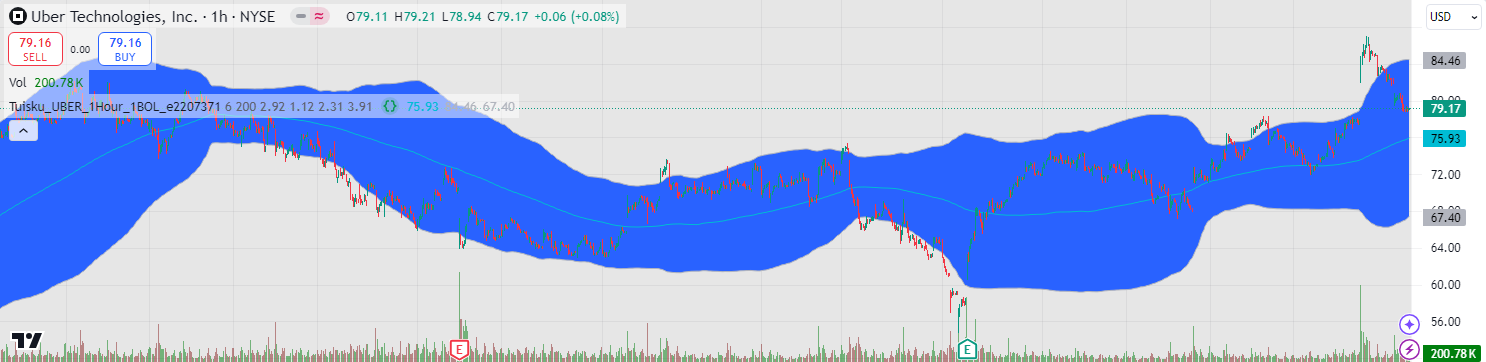 Uber Technologies, Inc. · 1h · NYSE O79.11 H79.21 L78.94 C79.17 +0.06 (+0.08%)
USD
79.16 SELL
0.00
79.16 BUY
Vol 200.78K
Tuisku_UBER_1Hour_1BOL_e2207371 6 200 2.92 1.12 2.31 3.91 {} 75.93 84.46 67.40
84.46
80.00
79.17
75.93
72.00
68.00
67.40
64.00
60.00
56.00
200.78K
E
E